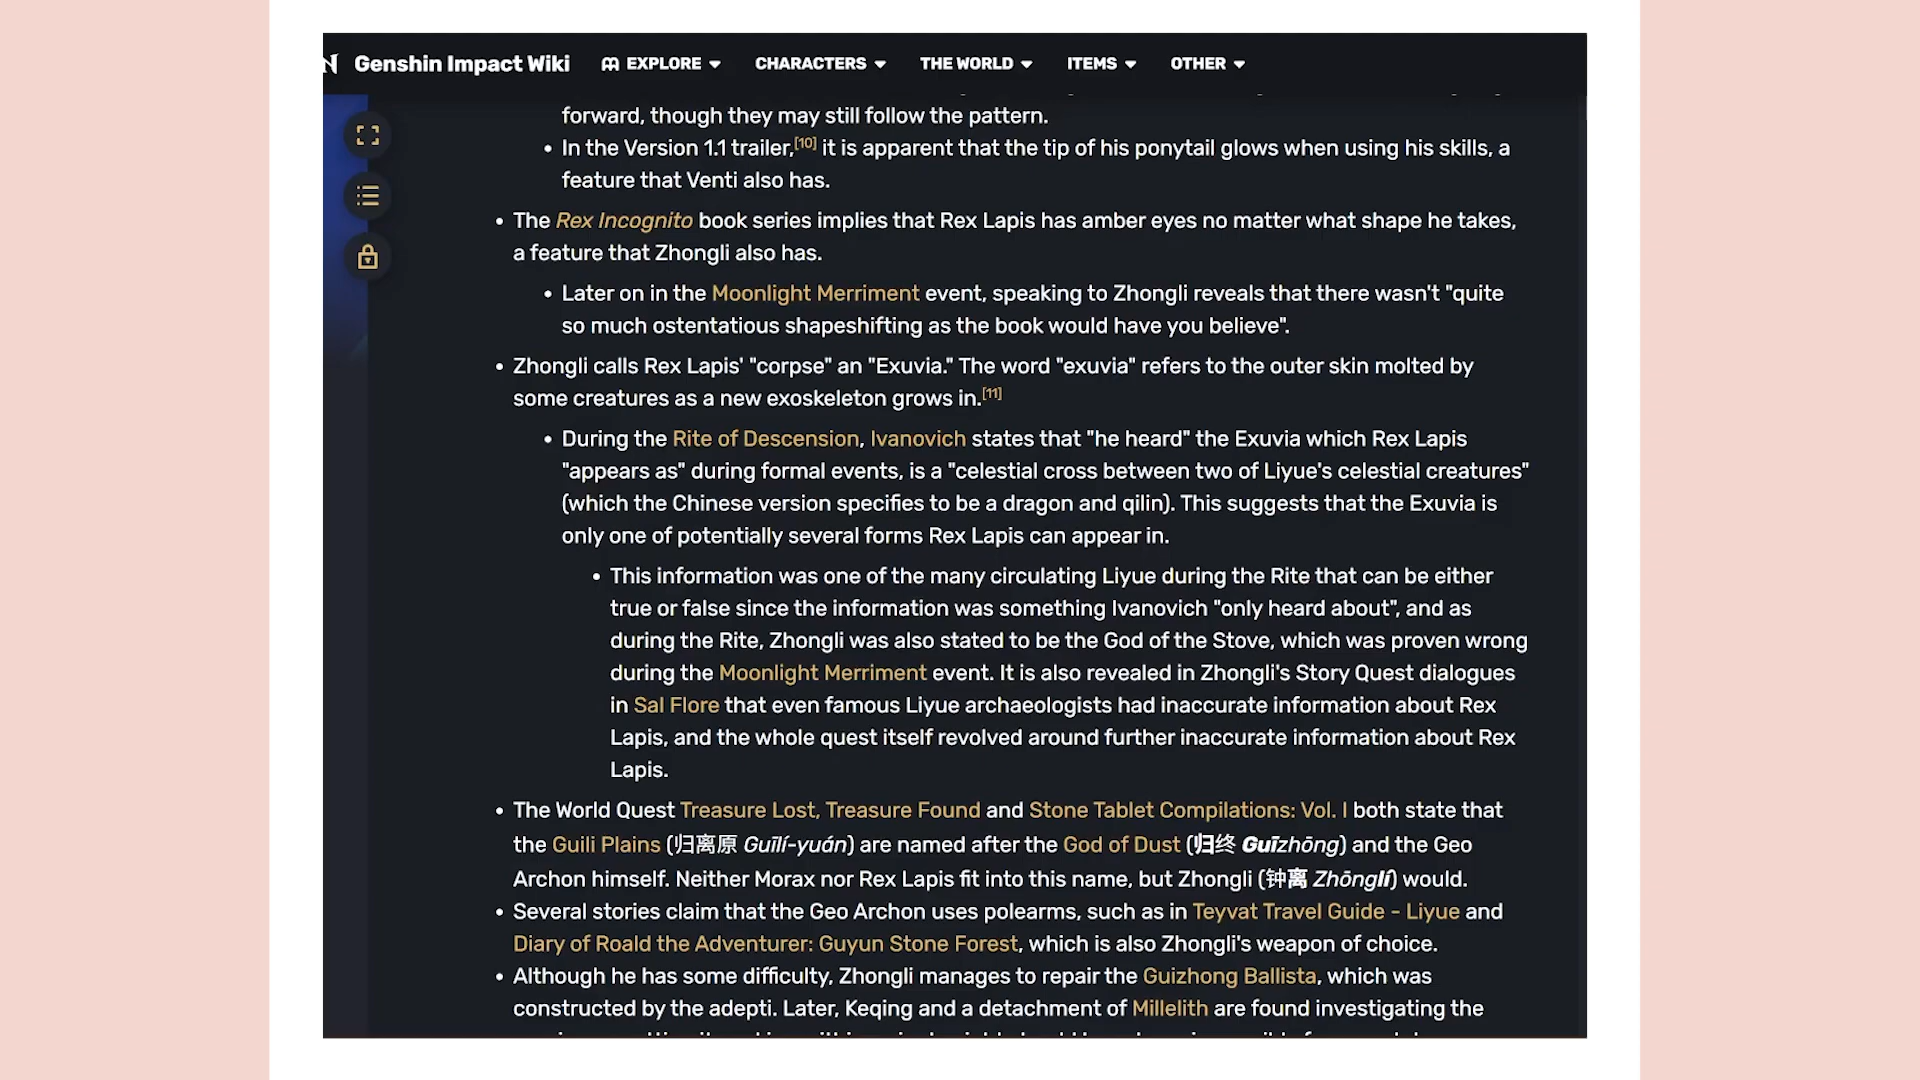 Genshin Impact Wiki EXPLORE CHARACTERS THE WORLD ITEMS OTHER
forward, though they may still follow the pattern.
• In the Version 1.1 trailer,[10] it is apparent that the tip of his ponytail glows when using his skills, a
feature that Venti also has.
• The Rex Incognito book series implies that Rex Lapis has amber eyes no matter what shape he takes,
a feature that Zhongli also has.
• Later on in the Moonlight Merriment event, speaking to Zhongli reveals that there wasn't "quite
so much ostentatious shapeshifting as the book would have you believe".
• Zhongli calls Rex Lapis' "corpse" an "Exuvia." The word "exuvia" refers to the outer skin molted by
some creatures as a new exoskeleton grows in.[11]
• During the Rite of Descension, Ivanovich states that "he heard" the Exuvia which Rex Lapis
"appears as" during formal events, is a "celestial cross between two of Liyue's celestial creatures"
(which the Chinese version specifies to be a dragon and qilin). This suggests that the Exuvia is
only one of potentially several forms Rex Lapis can appear in.
• This information was one of the many circulating Liyue during the Rite that can be either
true or false since the information was something Ivanovich "only heard about", and as
during the Rite, Zhongli was also stated to be the God of the Stove, which was proven wrong
during the Moonlight Merriment event. It is also revealed in Zhongli's Story Quest dialogues
in Sal Flore that even famous Liyue archaeologists had inaccurate information about Rex
Lapis, and the whole quest itself revolved around further inaccurate information about Rex
Lapis.
• The World Quest Treasure Lost, Treasure Found and Stone Tablet Compilations: Vol. I both state that
the Guili Plains (归离原 Guīlí-yuán) are named after the God of Dust (归终 Guīzhōng) and the Geo
Archon himself. Neither Morax nor Rex Lapis fit into this name, but Zhongli (钟离 Zhōnglí) would.
• Several stories claim that the Geo Archon uses polearms, such as in Teyvat Travel Guide - Liyue and
Diary of Roald the Adventurer: Guyun Stone Forest, which is also Zhongli's weapon of choice.
• Although he has some difficulty, Zhongli manages to repair the Guizhong Ballista, which was
constructed by the adepti. Later, Keqing and a detachment of Millelith are found investigating the